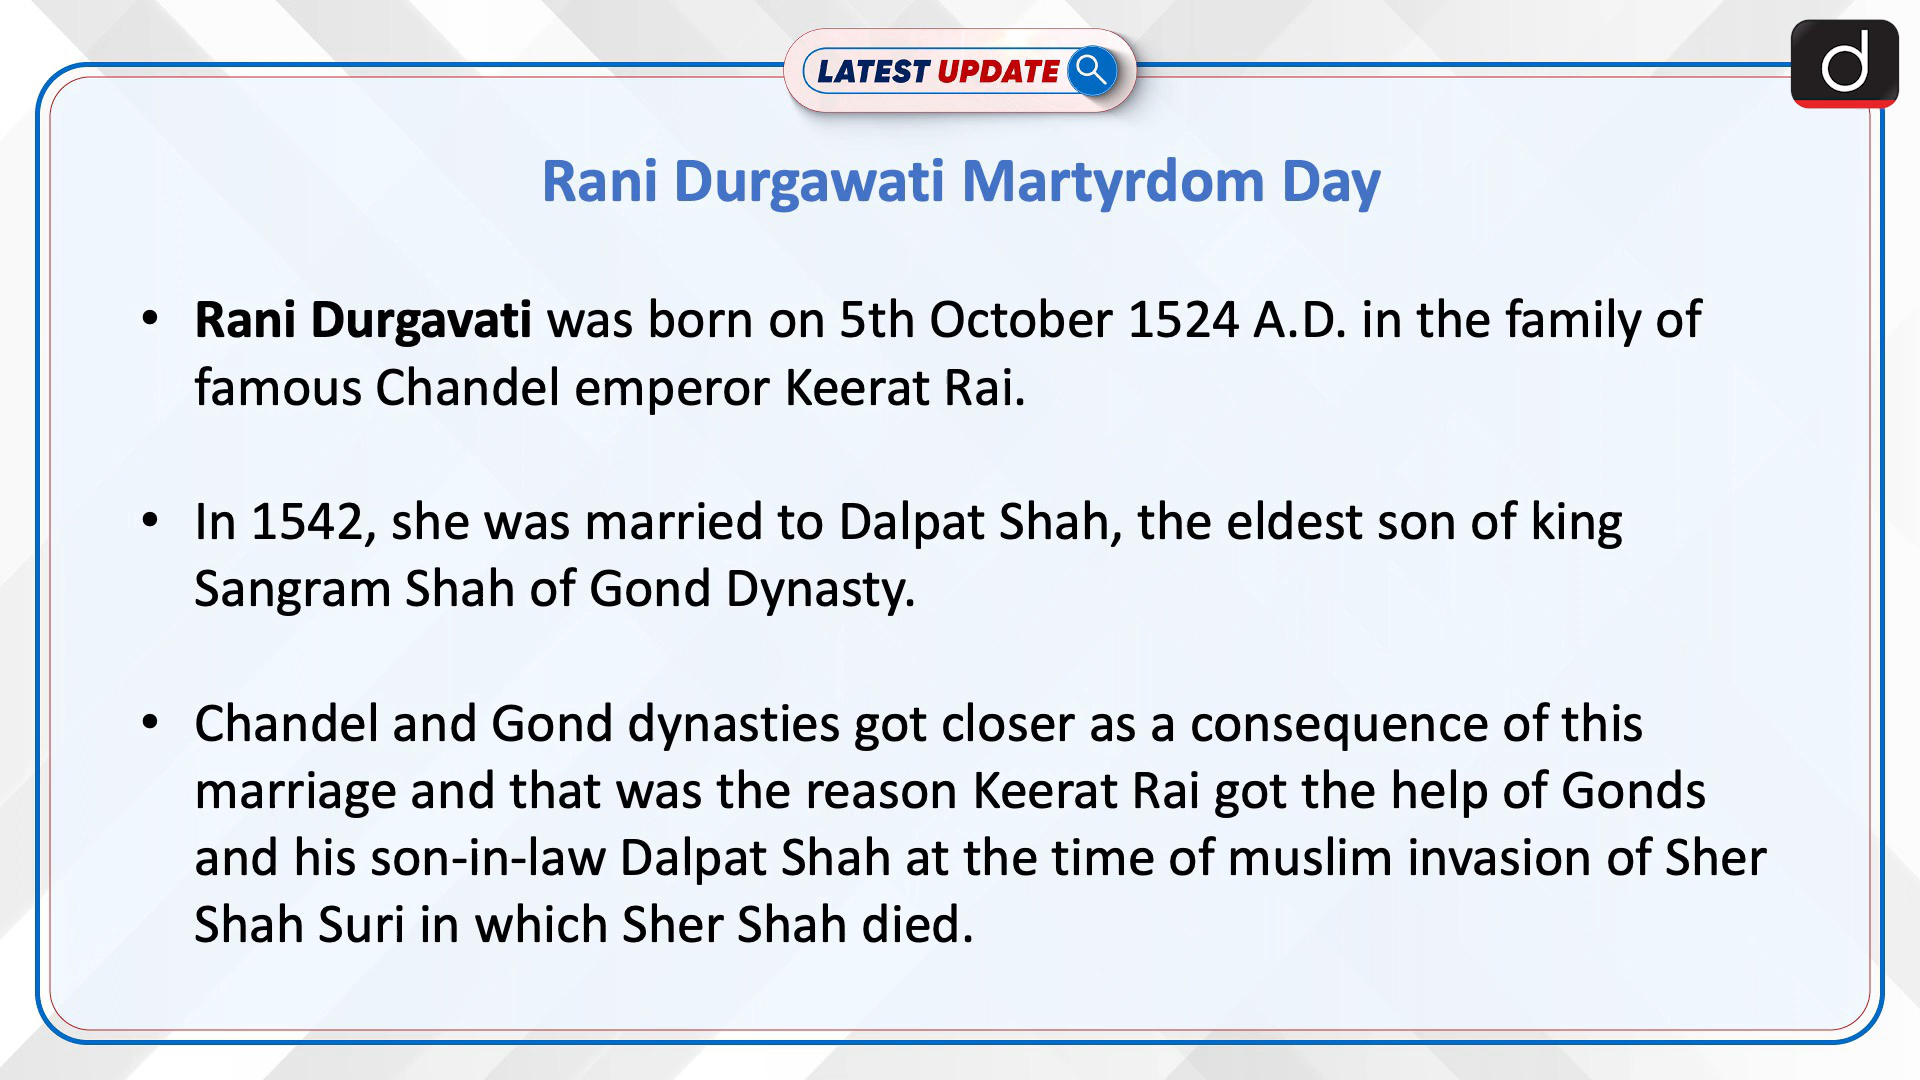 LATEST UPDATE
d
Rani Durgawati Martyrdom Day
• Rani Durgavati was born on 5th October 1524 A.D. in the family of
famous Chandel emperor Keerat Rai.
• In 1542, she was married to Dalpat Shah, the eldest son of king
Sangram Shah of Gond Dynasty.
• Chandel and Gond dynasties got closer as a consequence of this
marriage and that was the reason Keerat Rai got the help of Gonds
and his son-in-law Dalpat Shah at the time of muslim invasion of Sher
Shah Suri in which Sher Shah died.